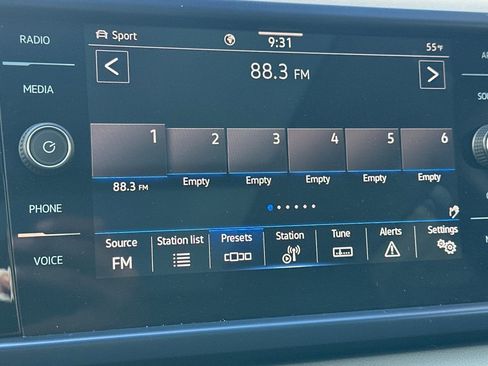 RADIO
MEDIA
PHONE
VOICE
Sport
9:31
55°F
88.3 FM
1 2 3 4 5 6
88.3 FM Empty Empty Empty Empty Empty
Source Station list Presets Station Tune Alerts Settings
FM